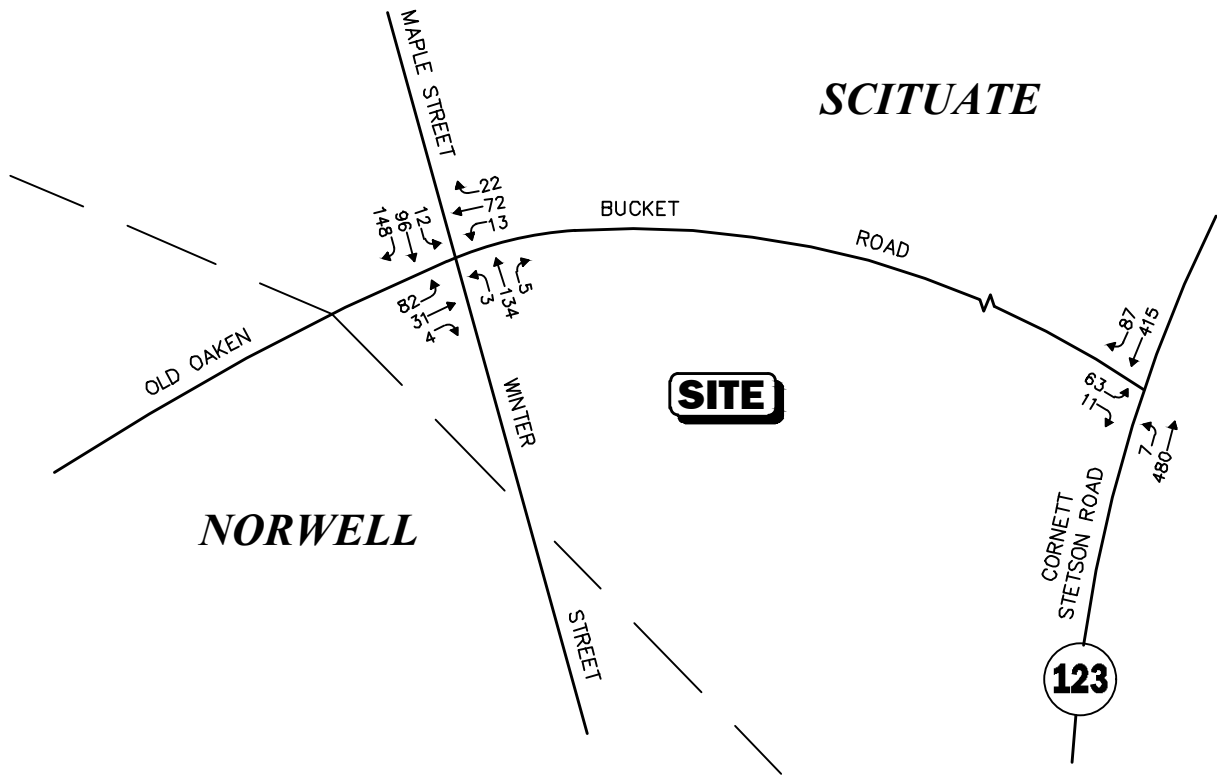 MAPLE STREET
SCITUATE
22
72
13
148
96
12
BUCKET
ROAD
82
31
4
3
134
5
OLD OAKEN
87
415
63
11
7
480
SITE
WINTER
STREET
NORWELL
CORNETT
STETSON ROAD
123